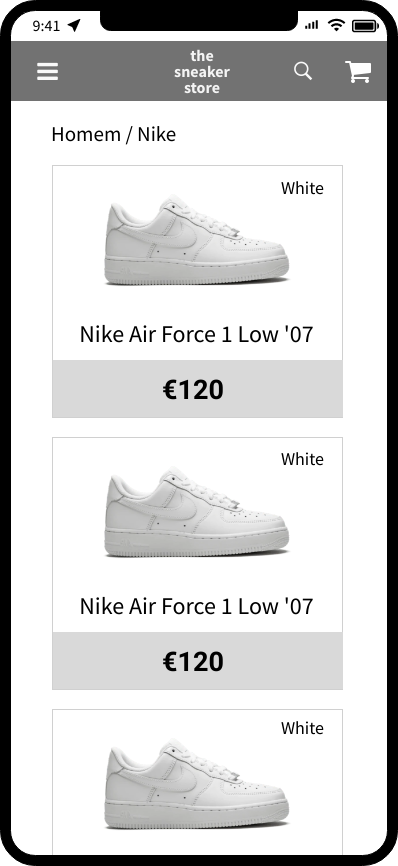 9:41
the
sneaker
store
Homem / Nike
White
Nike Air Force 1 Low '07
€120
White
Nike Air Force 1 Low '07
€120
White